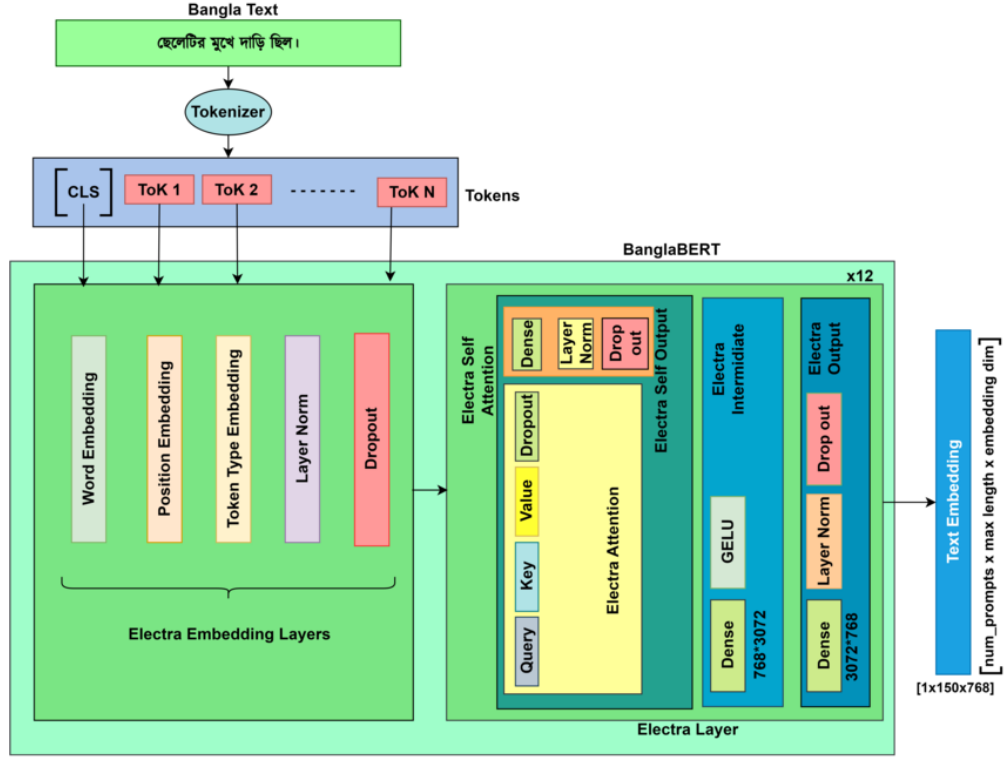 Bangla Text
ছেলেটির মুখে দাড়ি ছিল।
Tokenizer
[CLS]
ToK 1
ToK 2
-------
ToK N
Tokens
BanglaBERT
x12
Word Embedding
Position Embedding
Token Type Embedding
Layer Norm
Dropout
Electra Embedding Layers
Electra Self
Attention
Dense
Layer
Norm
Drop
out
Electra Self Output
Query
Key
Value
Dropout
Electra Attention
Electra
Intermidiate
GELU
Dense
768*3072
Electra
Output
Drop out
Layer Norm
Dense
3072*768
Electra Layer
Text Embedding
[num_prompts x max length x embedding dim]
[1x150x768]